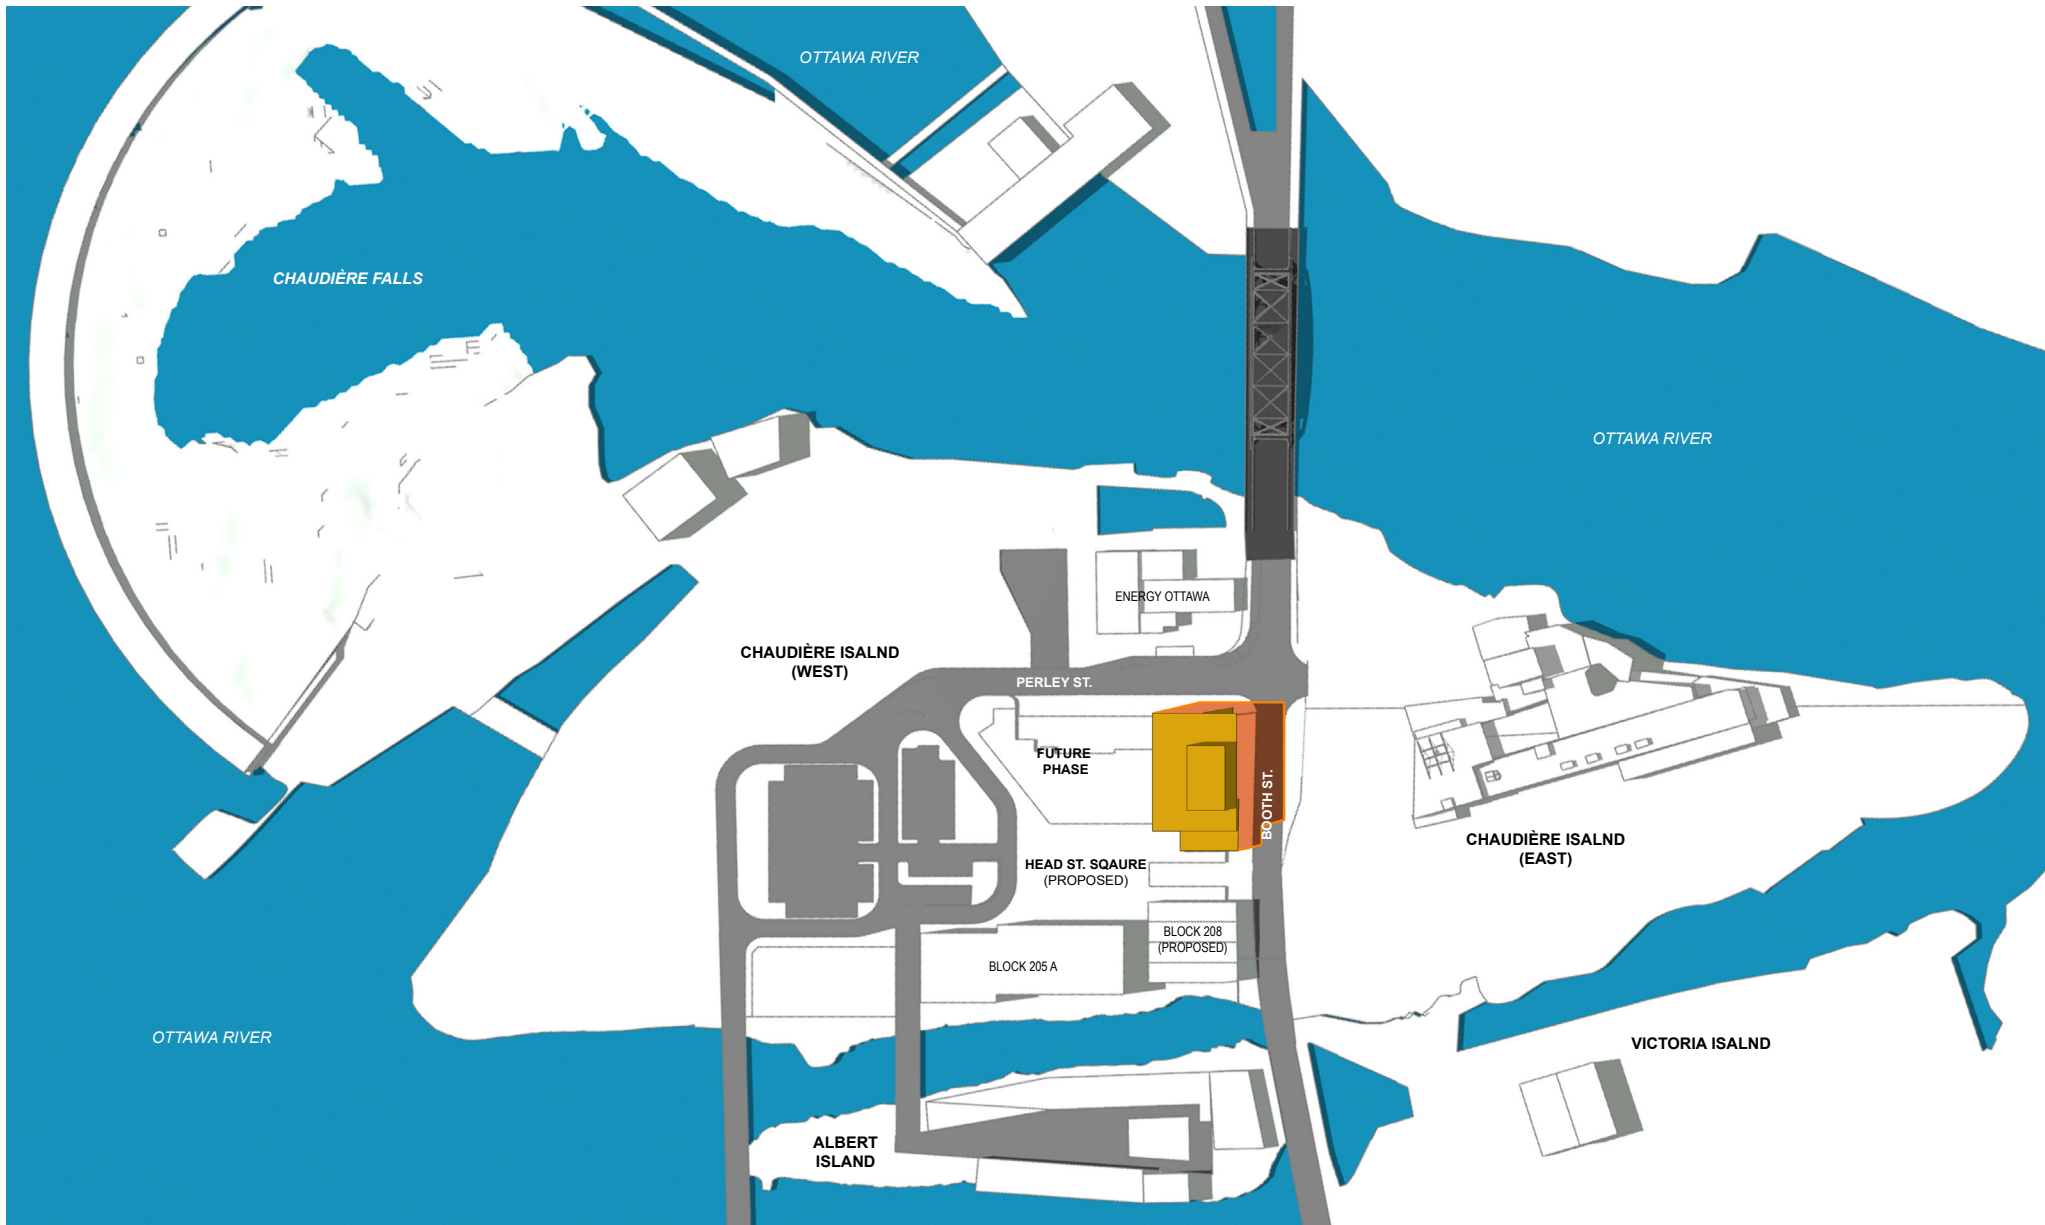 OTTAWA RIVER
CHAUDIÈRE FALLS
OTTAWA RIVER
ENERGY OTTAWA
CHAUDIÈRE ISALND
(WEST)
PERLEY ST.
FUTURE
PHASE
BOOTH ST.
CHAUDIÈRE ISALND
(EAST)
HEAD ST. SQAURE
(PROPOSED)
BLOCK 208
(PROPOSED)
BLOCK 205 A
OTTAWA RIVER
VICTORIA ISALND
ALBERT
ISLAND